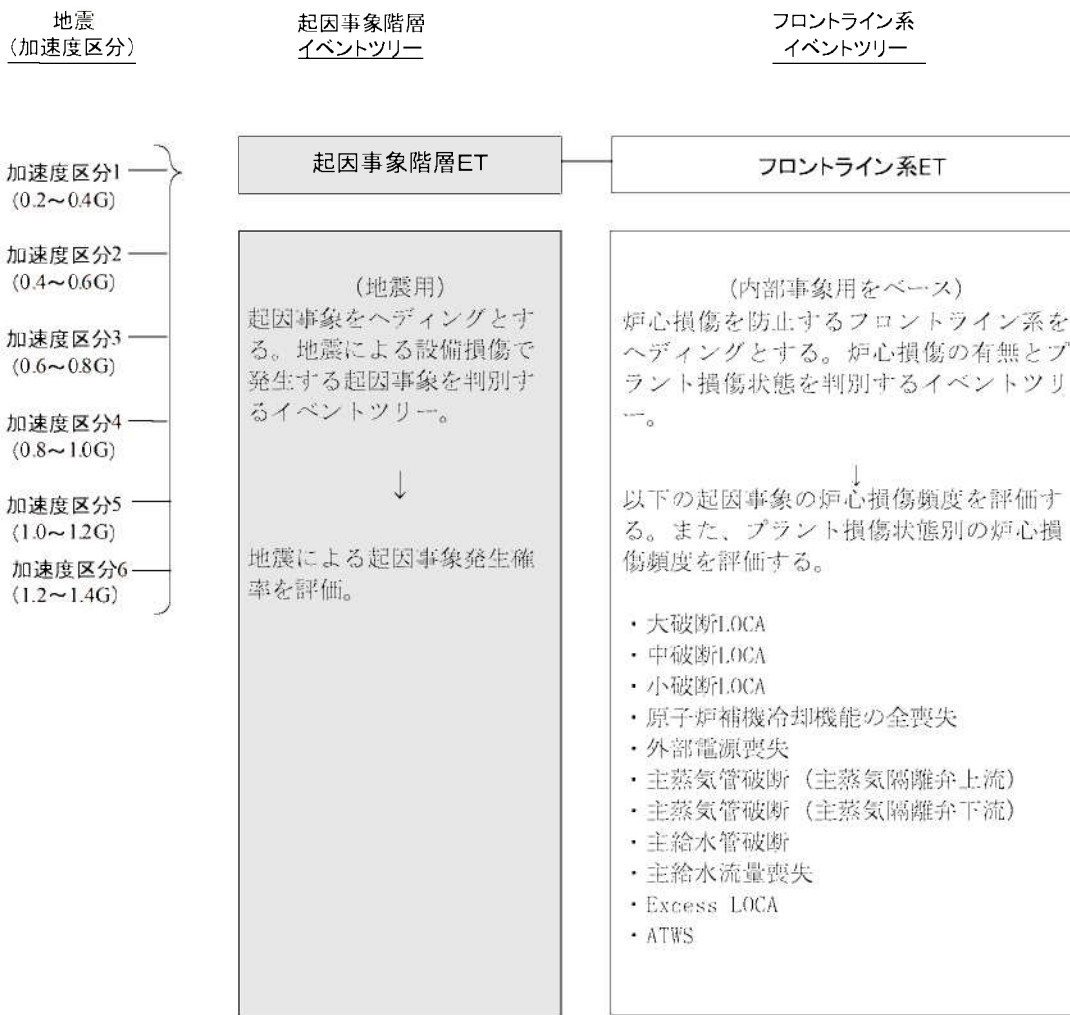 地震
(加速度区分)
起因事象階層
イベントツリー
フロントライン系
イベントツリー
加速度区分1
(0.2～0.4G)
加速度区分2
(0.4～0.6G)
加速度区分3
(0.6～0.8G)
加速度区分4
(0.8～1.0G)
加速度区分5
(1.0～1.2G)
加速度区分6
(1.2～1.4G)
起因事象階層ET
(地震用)
起因事象をヘディングとす
る。地震による設備損傷で
発生する起因事象を判別す
るイベントツリー。
↓
地震による起因事象発生確
率を評価。
フロントライン系ET
(内部事象用をベース)
炉心損傷を防止するフロントライン系を
ヘディングとする。炉心損傷の有無とプ
ラント損傷状態を判別するイベントツリ
ー。
↓
以下の起因事象の炉心損傷頻度を評価す
る。また、プラント損傷状態別の炉心損
傷頻度を評価する。
・大破断LOCA
・中破断LOCA
・小破断LOCA
・原子炉補機冷却機能の全喪失
・外部電源喪失
・主蒸気管破断（主蒸気隔離弁上流）
・主蒸気管破断（主蒸気隔離弁下流）
・主給水管破断
・主給水流量喪失
・Excess LOCA
・ATWS